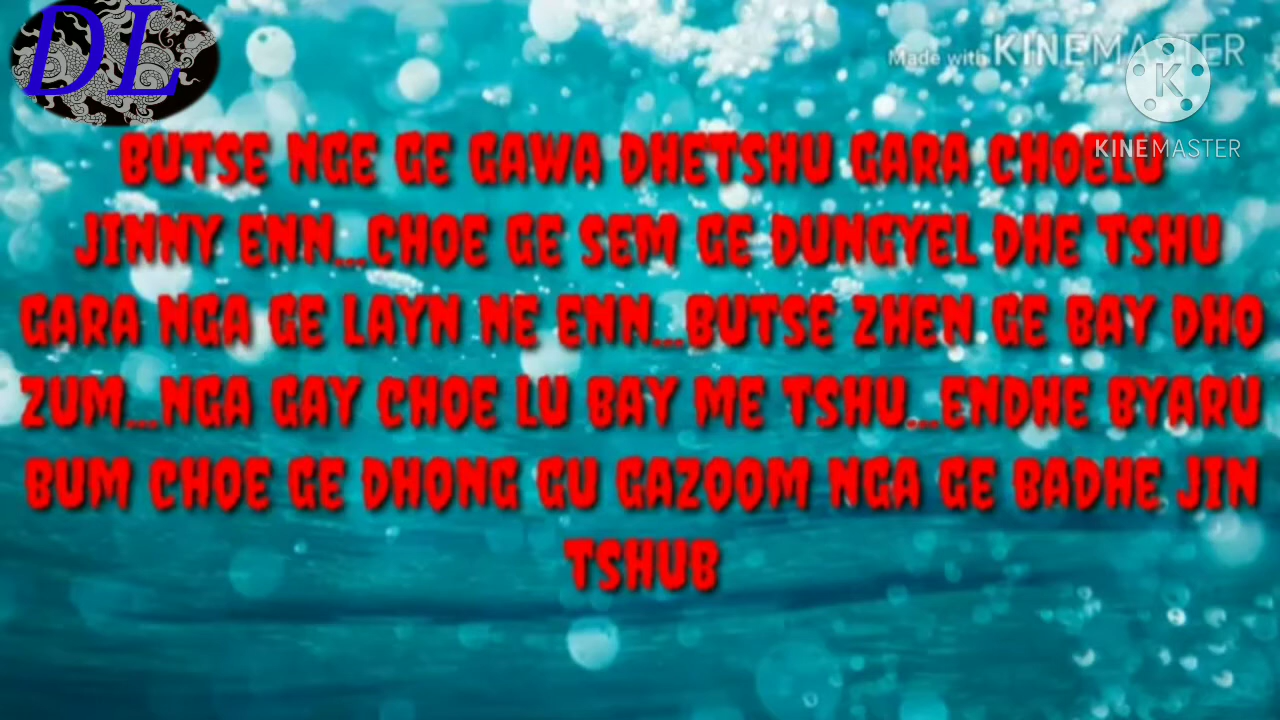 DL
Made with KINEMASTER
K
KINEMASTER
BUTSE NGE GE GAWA DHETSHU GARA CHOELU
JINNY ENN...CHOE GE SEM GE DUNGYEL DHE TSHU
GARA NGA GE LAYN NE ENN...BUTSE ZHEN GE BAY DHO
ZUM...NGA GAY CHOE LU BAY ME TSHU...ENDHE BYARU
BUM CHOE GE DHONG GU GAZOOM NGA GE BADHE JIN
TSHUB